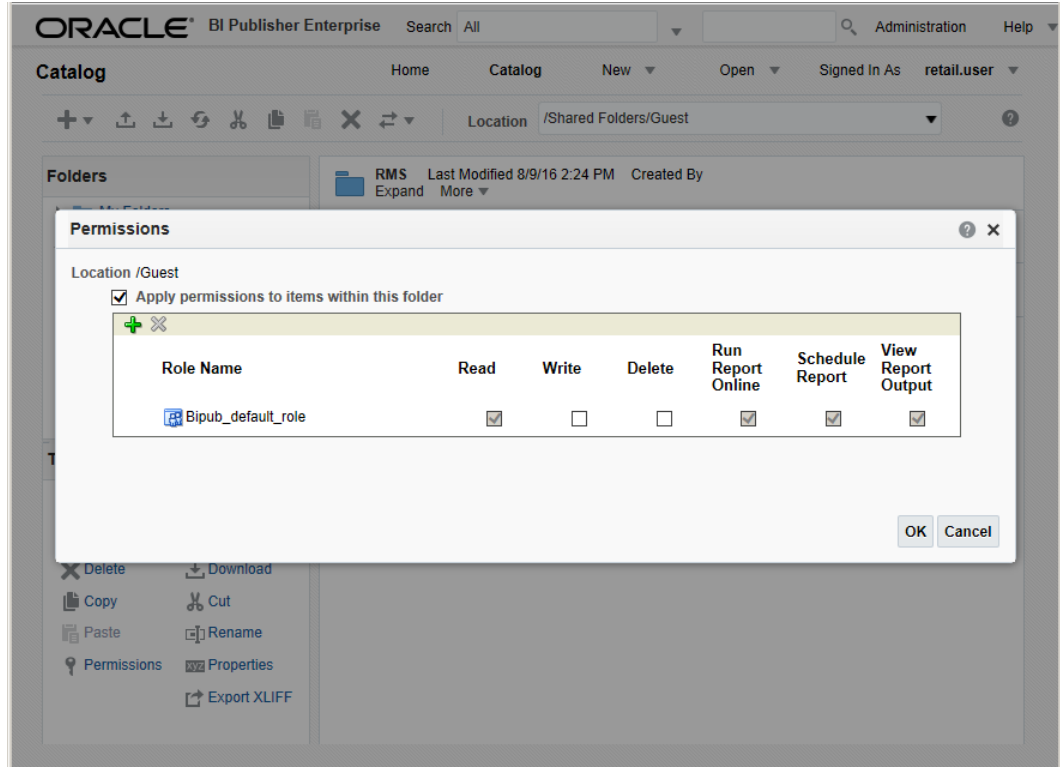 ORACLE® BI Publisher Enterprise Search All Administration Help
Catalog Home Catalog New Open Signed In As retail.user
Location /Shared Folders/Guest
Folders
RMS Last Modified 8/9/16 2:24 PM Created By
Expand More
My Folders
Permissions
Location /Guest
Apply permissions to items within this folder
Role Name Read Write Delete Run Report Online Schedule Report View Report Output
Bipub_default_role
T
OK Cancel
Delete Download
Copy Cut
Paste Rename
Permissions xyz Properties
Export XLIFF